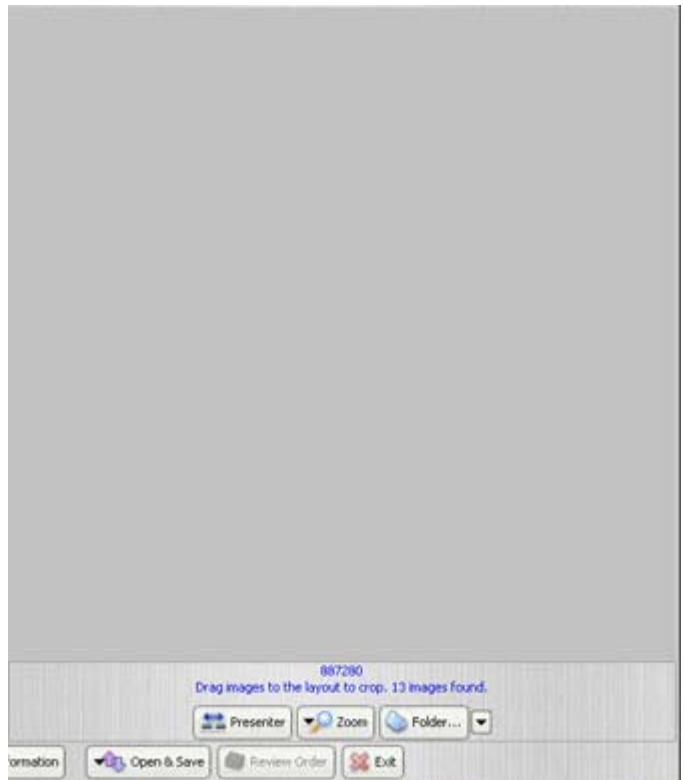 887280
Drag images to the layout to crop. 13 images found.
Presenter Zoom Folder...
ormation Open & Save Review Order Exit